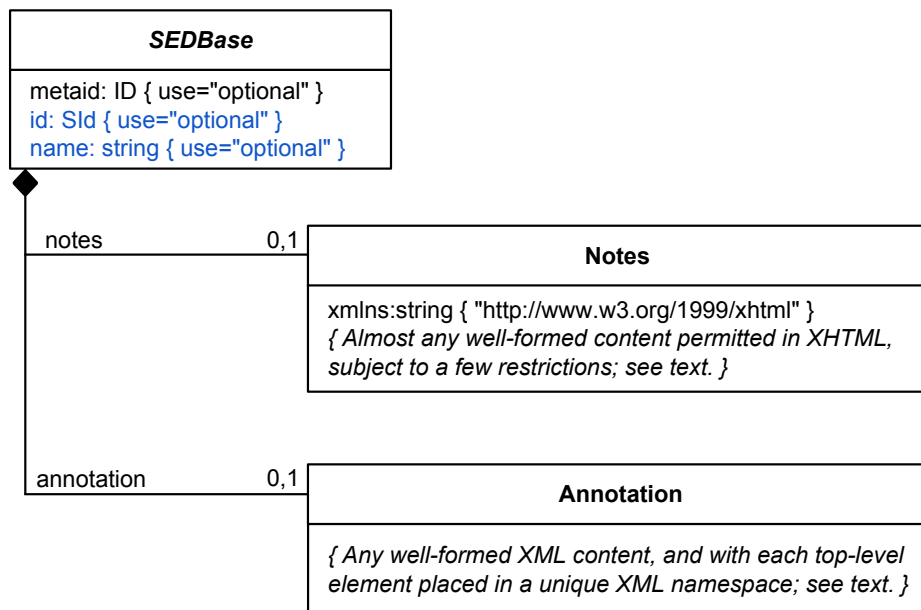 SEDBase
metaid: ID { use="optional" }
id: SId { use="optional" }
name: string { use="optional" }
notes 0,1
Notes
xmlns:string { "http://www.w3.org/1999/xhtml" }
{ Almost any well-formed content permitted in XHTML,
subject to a few restrictions; see text. }
annotation 0,1
Annotation
{ Any well-formed XML content, and with each top-level
element placed in a unique XML namespace; see text. }